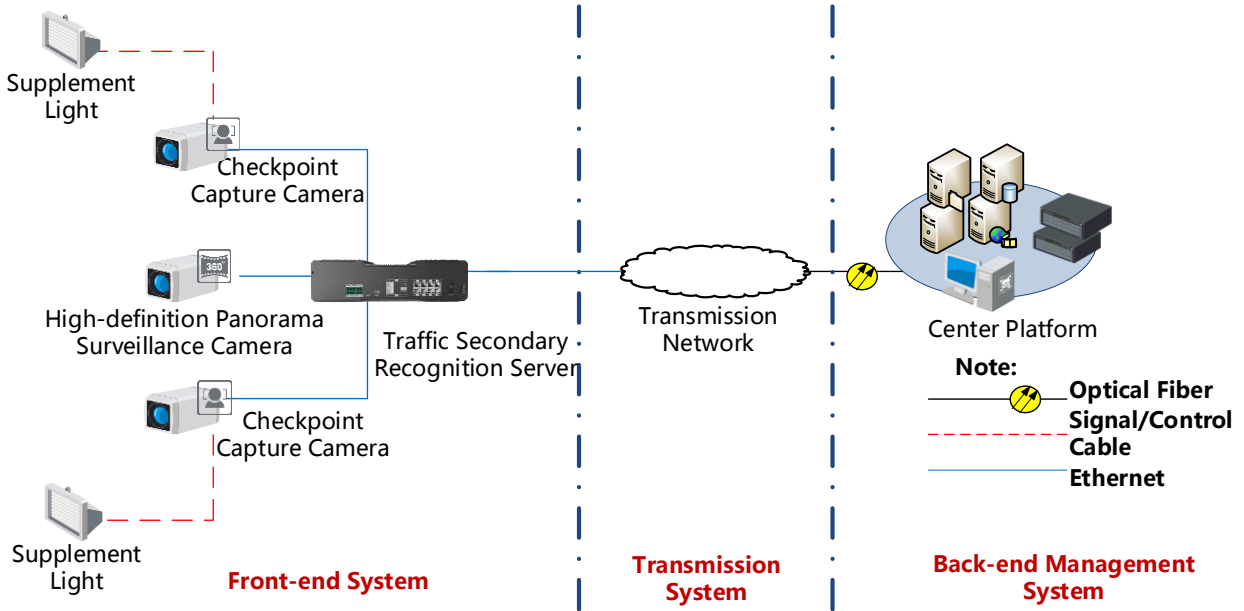 Supplement
Light
Checkpoint
Capture Camera
360°
High-definition Panorama
Surveillance Camera
Traffic Secondary
Recognition Server
Checkpoint
Capture Camera
Supplement
Light
Front-end System
Transmission
Network
Transmission
System
Center Platform
Note:
Optical Fiber
Signal/Control
Cable
Ethernet
Back-end Management
System